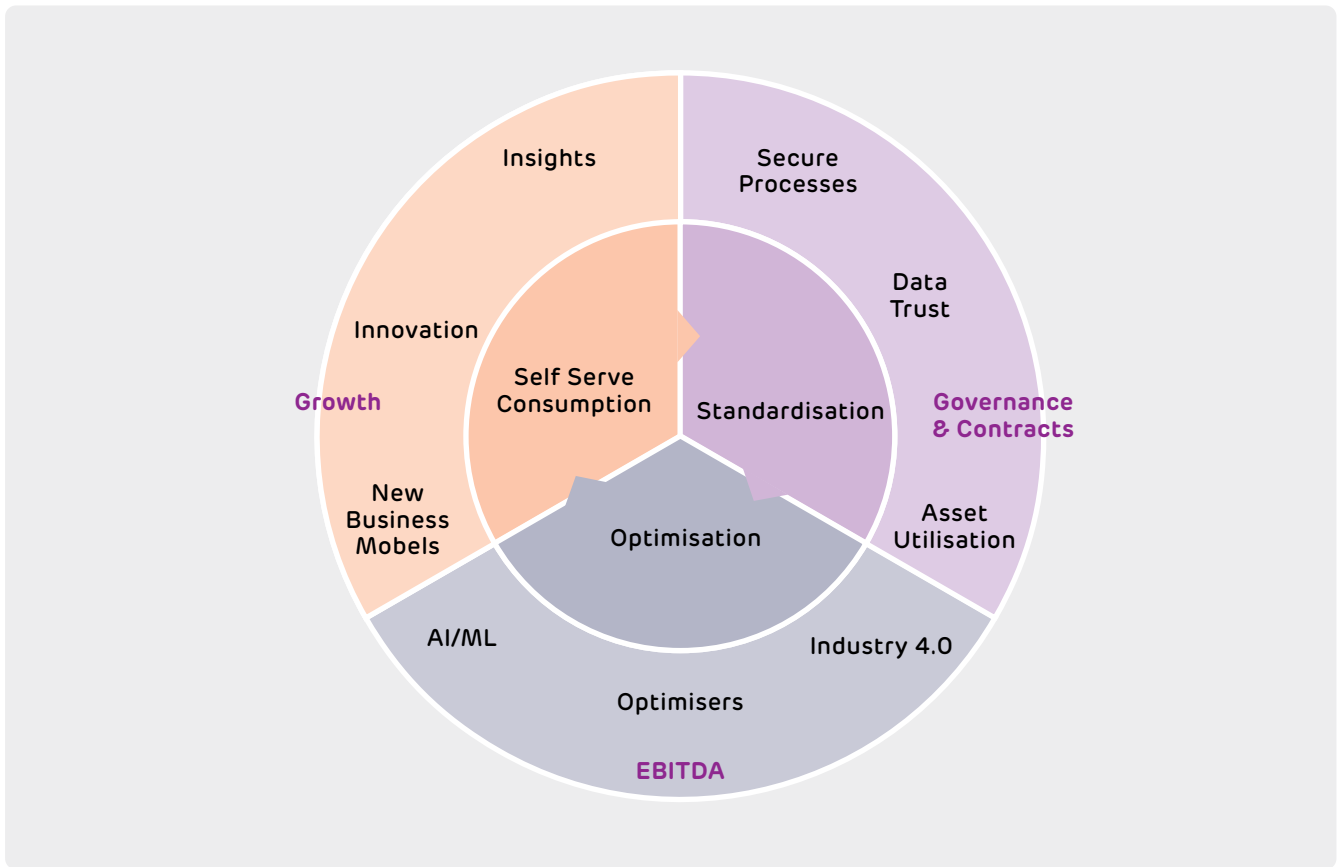 Insights
Secure
Processes
Data
Trust
Innovation
Self Serve
Consumption
Standardisation
Growth
Governance
& Contracts
New
Business
Mobels
Asset
Utilisation
Optimisation
AI/ML
Industry 4.0
Optimisers
EBITDA